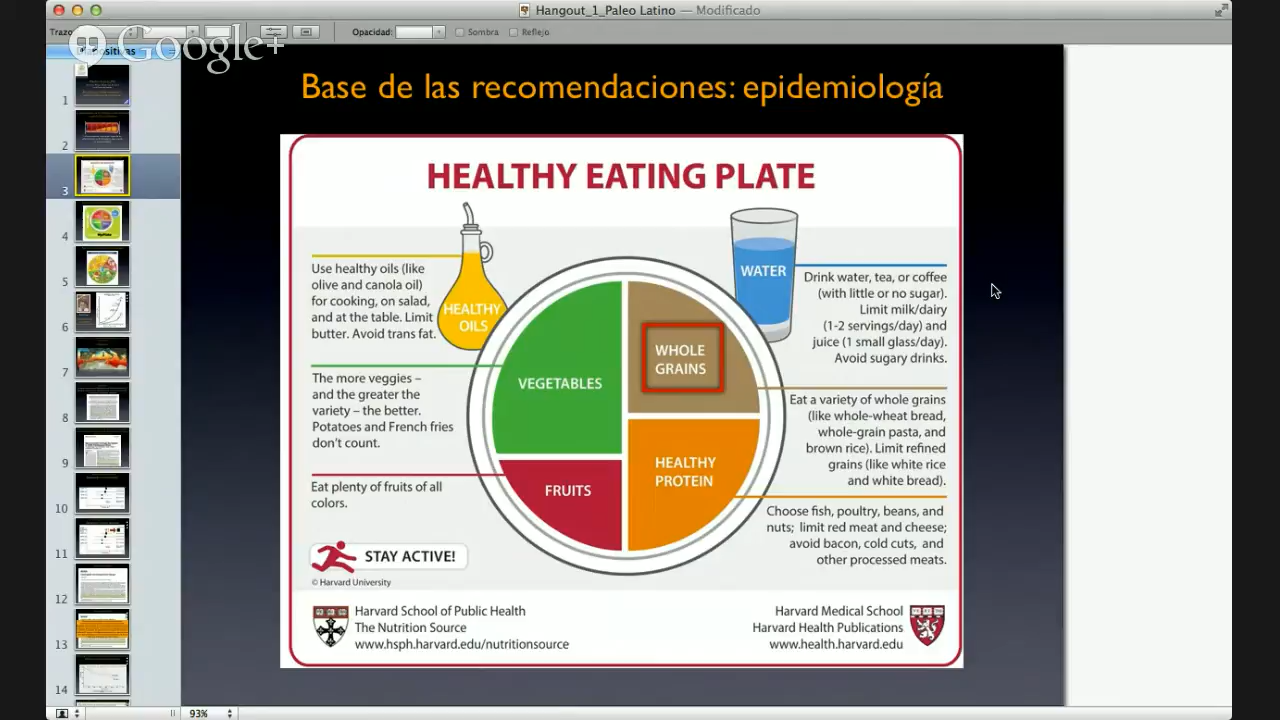 Hangout_1_Paleo Latino — Modificado
Trazo
Opacidad:
Sombra
Reflejo
Google+
1
2
3
4
5
6
7
8
9
10
11
12
13
14
93%
Base de las recomendaciones: epidemiología
HEALTHY EATING PLATE
Use healthy oils (like
olive and canola oil)
for cooking, on salad,
and at the table. Limit
butter. Avoid trans fat.
HEALTHY
OILS
The more veggies –
and the greater the
variety – the better.
Potatoes and French fries
don't count.
Eat plenty of fruits of all
colors.
VEGETABLES
FRUITS
WHOLE
GRAINS
HEALTHY
PROTEIN
WATER
Drink water, tea, or coffee
(with little or no sugar).
Limit milk/dairy
(1-2 servings/day) and
juice (1 small glass/day).
Avoid sugary drinks.
Eat a variety of whole grains
(like whole-wheat bread,
whole-grain pasta, and
brown rice). Limit refined
grains (like white rice
and white bread).
Choose fish, poultry, beans, and
nuts; limit red meat and cheese;
avoid bacon, cold cuts, and
other processed meats.
STAY ACTIVE!
© Harvard University
Harvard School of Public Health
The Nutrition Source
www.hsph.harvard.edu/nutritionsource
Harvard Medical School
Harvard Health Publications
www.health.harvard.edu